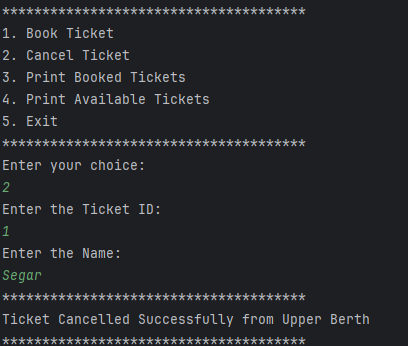 **************************************
1. Book Ticket
2. Cancel Ticket
3. Print Booked Tickets
4. Print Available Tickets
5. Exit
**************************************
Enter your choice:
2
Enter the Ticket ID:
1
Enter the Name:
Segar
**************************************
Ticket Cancelled Successfully from Upper Berth
**************************************